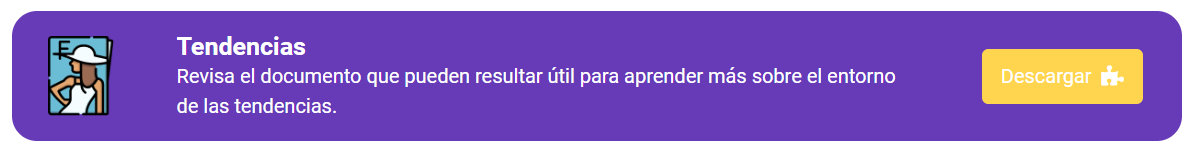 Tendencias
Revisa el documento que pueden resultar útil para aprender más sobre el entorno
de las tendencias.
Descargar